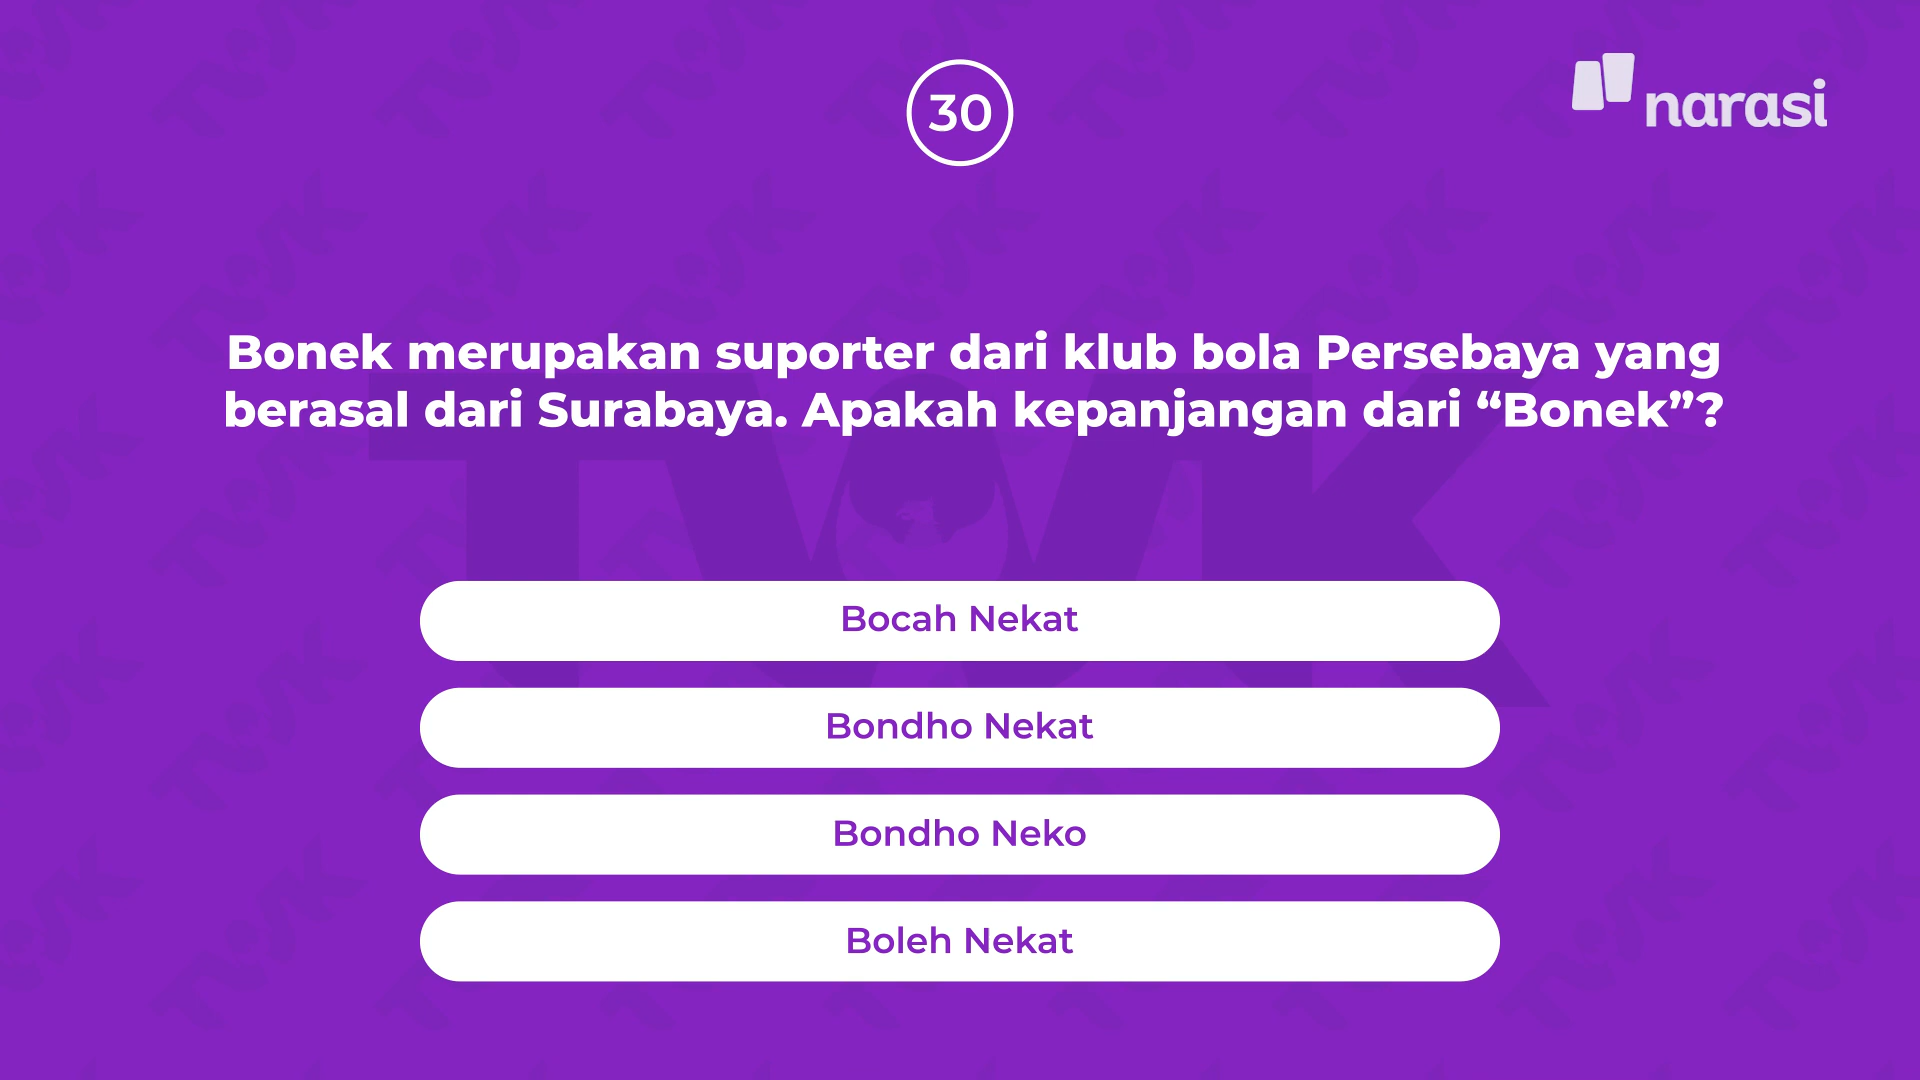 30
narasi
Bonek merupakan suporter dari klub bola Persebaya yang
berasal dari Surabaya. Apakah kepanjangan dari “Bonek”?
TWK
Bocah Nekat
Bondho Nekat
Bondho Neko
Boleh Nekat